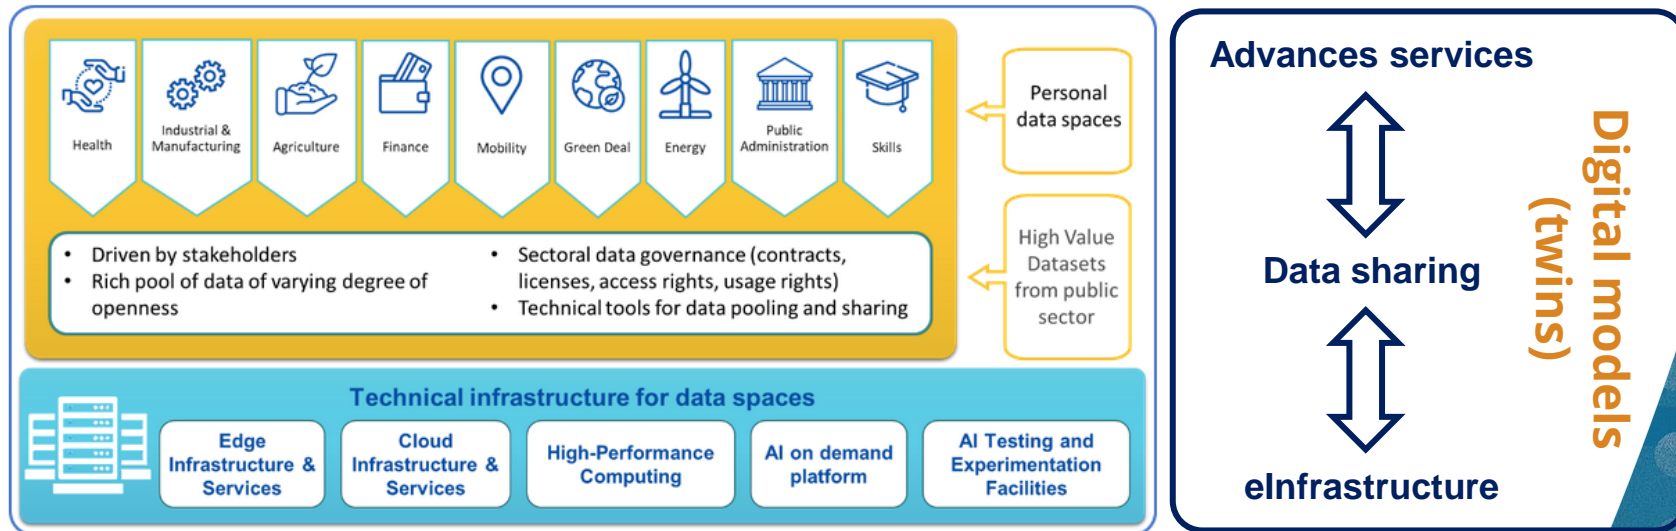 Health
Industrial &
Manufacturing
Agriculture
Finance
Mobility
Green Deal
Energy
Public
Administration
Skills
Personal
data spaces
• Driven by stakeholders
• Rich pool of data of varying degree of
openness
• Sectoral data governance (contracts,
licenses, access rights, usage rights)
• Technical tools for data pooling and sharing
High Value
Datasets
from public
sector
Technical infrastructure for data spaces
Edge
Infrastructure &
Services
Cloud
Infrastructure &
Services
High-Performance
Computing
AI on demand
platform
AI Testing and
Experimentation
Facilities
Advances services
Data sharing
eInfrastructure
Digital models
(twins)